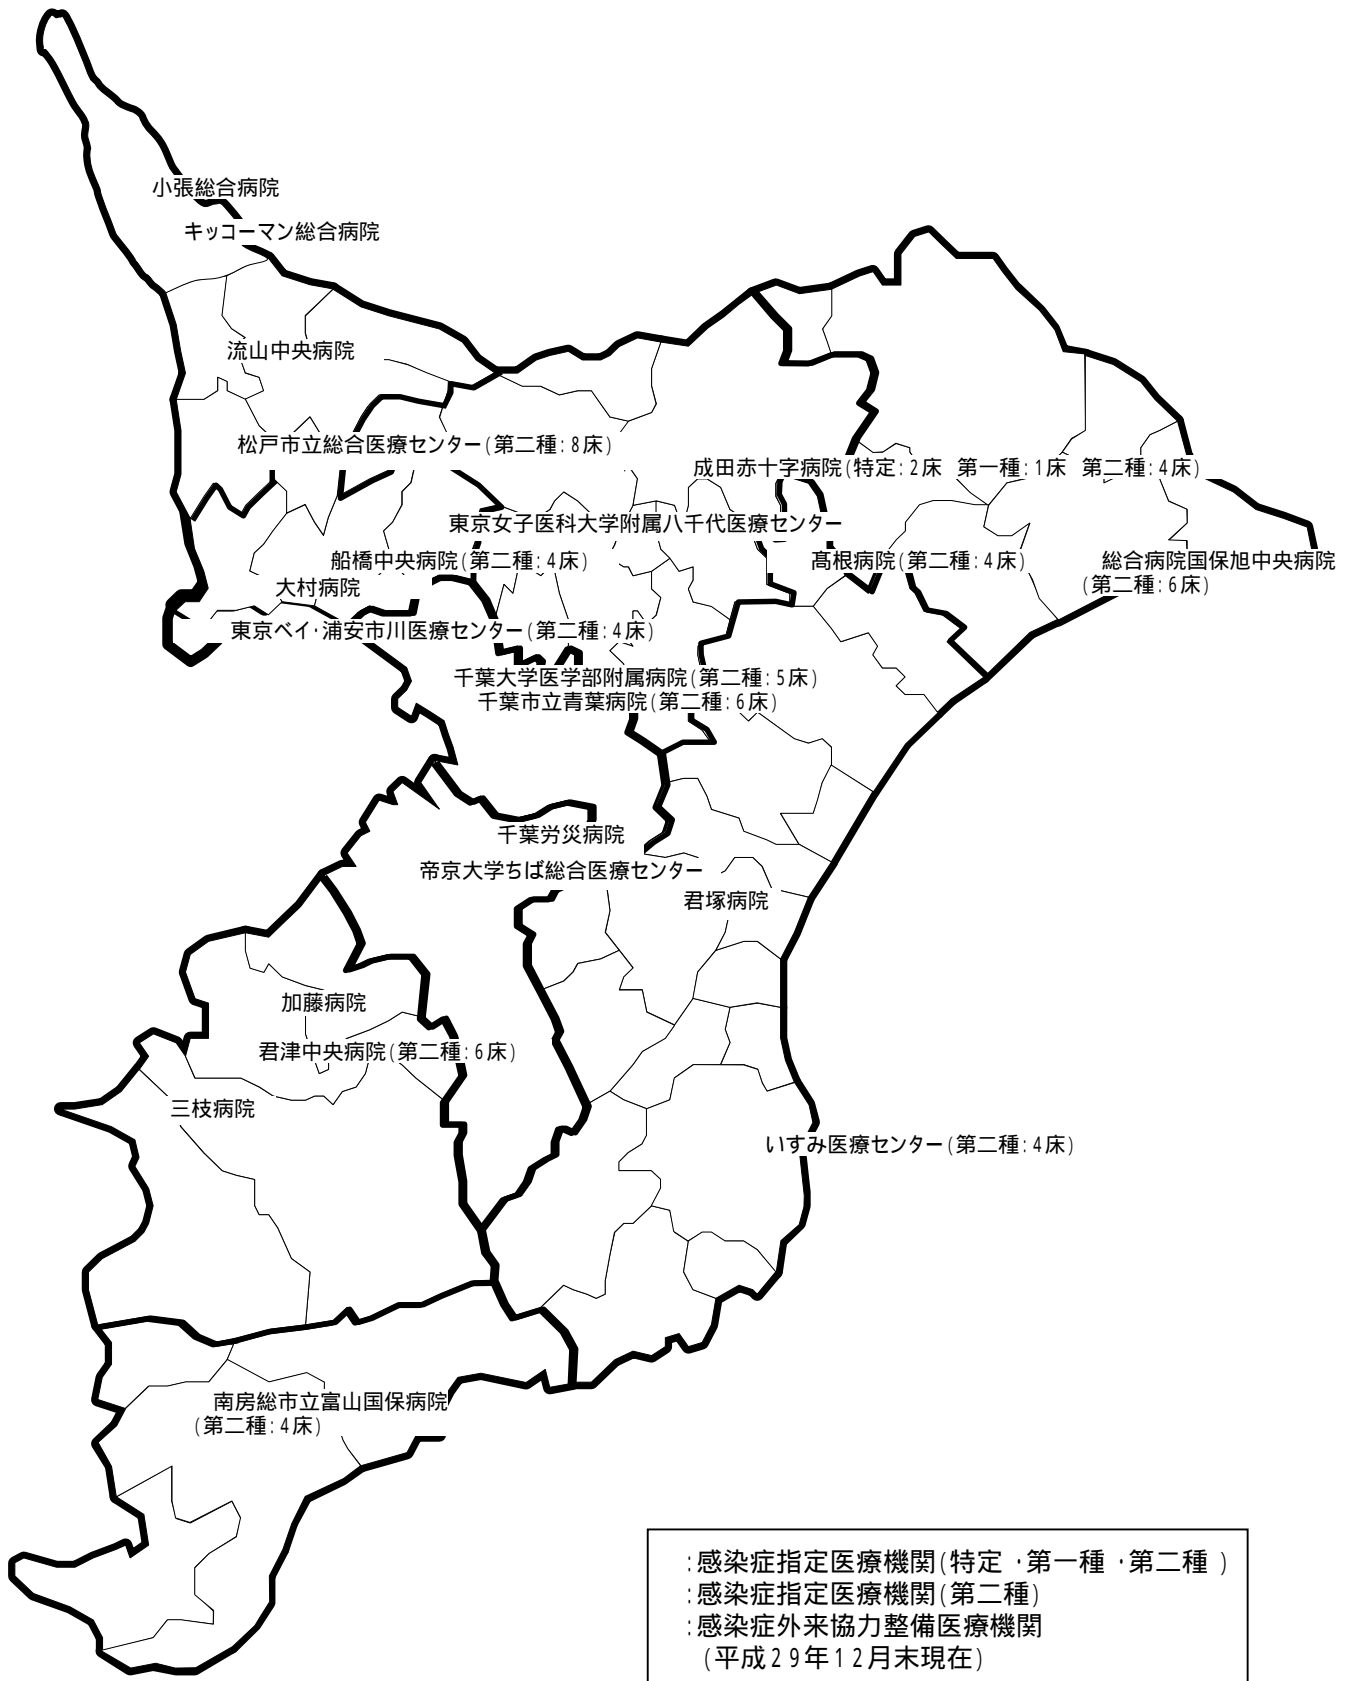 小張総合病院
キッコーマン総合病院
流山中央病院
松戸市立総合医療センター(第二種:8床)
成田赤十字病院(特定:2床 第一種:1床 第二種:4床)
東京女子医科大学附属八千代医療センター
船橋中央病院(第二種:4床)
髙根病院(第二種:4床)
総合病院国保旭中央病院
(第二種:6床)
大村病院
東京ベイ・浦安市川医療センター(第二種:4床)
千葉大学医学部附属病院(第二種:5床)
千葉市立青葉病院(第二種:6床)
千葉労災病院
帝京大学ちば総合医療センター
君塚病院
加藤病院
君津中央病院(第二種:6床)
三枝病院
いすみ医療センター(第二種:4床)
南房総市立富山国保病院
(第二種:4床)
:感染症指定医療機関(特定・第一種・第二種)
:感染症指定医療機関(第二種)
:感染症外来協力整備医療機関
(平成29年12月末現在)